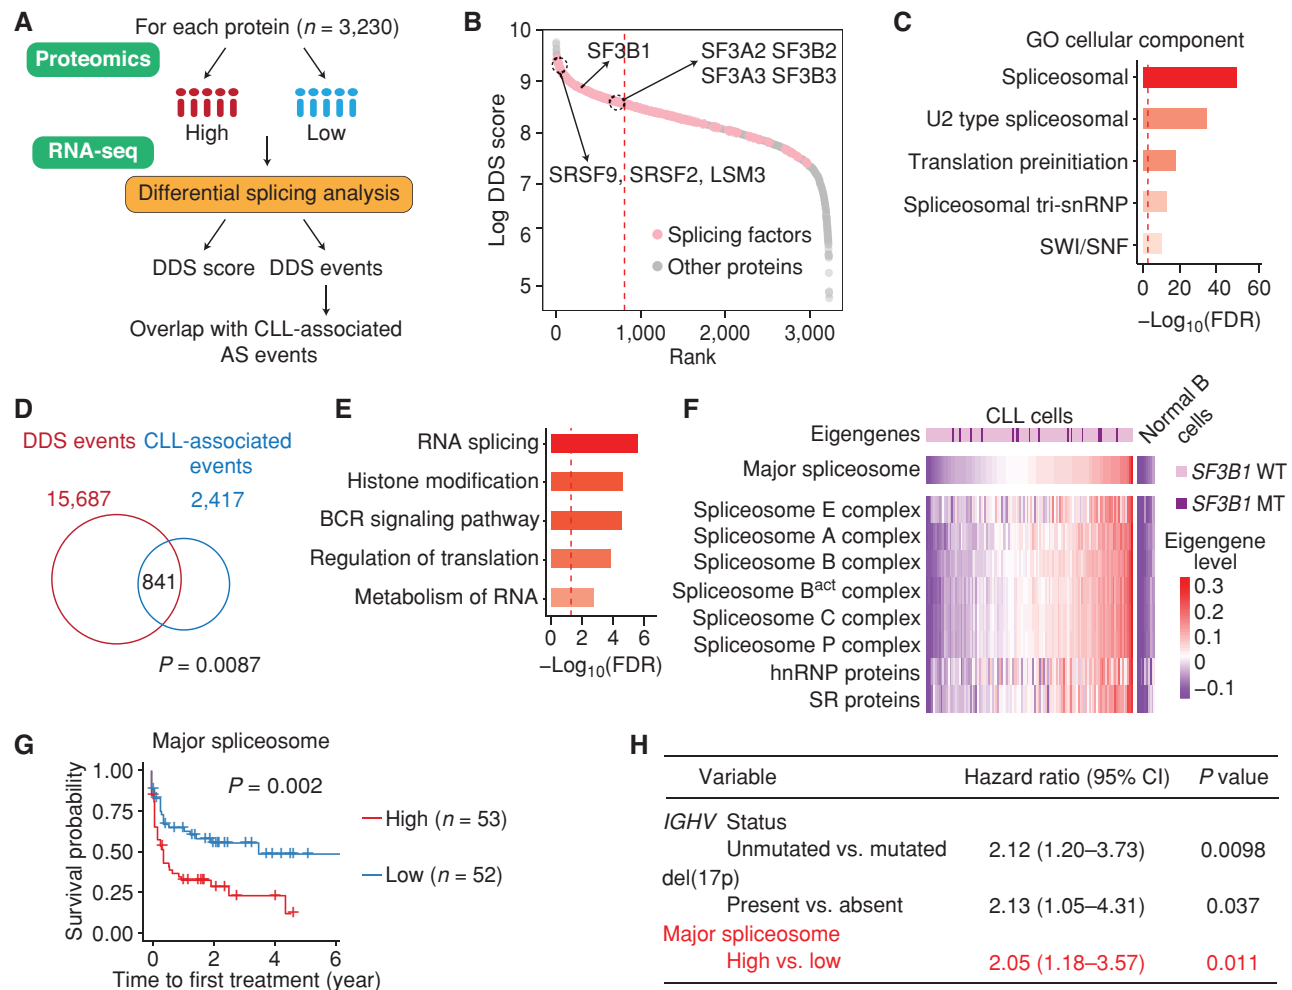 A
For each protein (n = 3,230)
Proteomics
High
Low
RNA-seq
Differential splicing analysis
DDS score
DDS events
Overlap with CLL-associated
AS events
B
Log DDS score
10
9
8
7
6
5
SF3B1
SF3A2 SF3B2
SF3A3 SF3B3
SRSF9, SRSF2, LSM3
Splicing factors
Other proteins
0
1,000
2,000
3,000
Rank
C
GO cellular component
Spliceosomal
U2 type spliceosomal
Translation preinitiation
Spliceosomal tri-snRNP
SWI/SNF
0 20 40 60
−Log10(FDR)
D
DDS events
CLL-associated
events
15,687
2,417
841
P = 0.0087
E
RNA splicing
Histone modification
BCR signaling pathway
Regulation of translation
Metabolism of RNA
0 2 4 6
−Log10(FDR)
F
CLL cells
Normal B
cells
Eigengenes
Major spliceosome
Spliceosome E complex
Spliceosome A complex
Spliceosome B complex
Spliceosome Bact complex
Spliceosome C complex
Spliceosome P complex
hnRNP proteins
SR proteins
SF3B1 WT
SF3B1 MT
Eigengene
level
0.3
0.2
0.1
0
−0.1
G
Major spliceosome
Survival probability
1.00
0.75
0.50
0.25
0.00
P = 0.002
High (n = 53)
Low (n = 52)
0 2 4 6
Time to first treatment (year)
H
Variable Hazard ratio (95% CI) P value
IGHV Status
Unmutated vs. mutated 2.12 (1.20–3.73) 0.0098
del(17p)
Present vs. absent 2.13 (1.05–4.31) 0.037
Major spliceosome
High vs. low 2.05 (1.18–3.57) 0.011